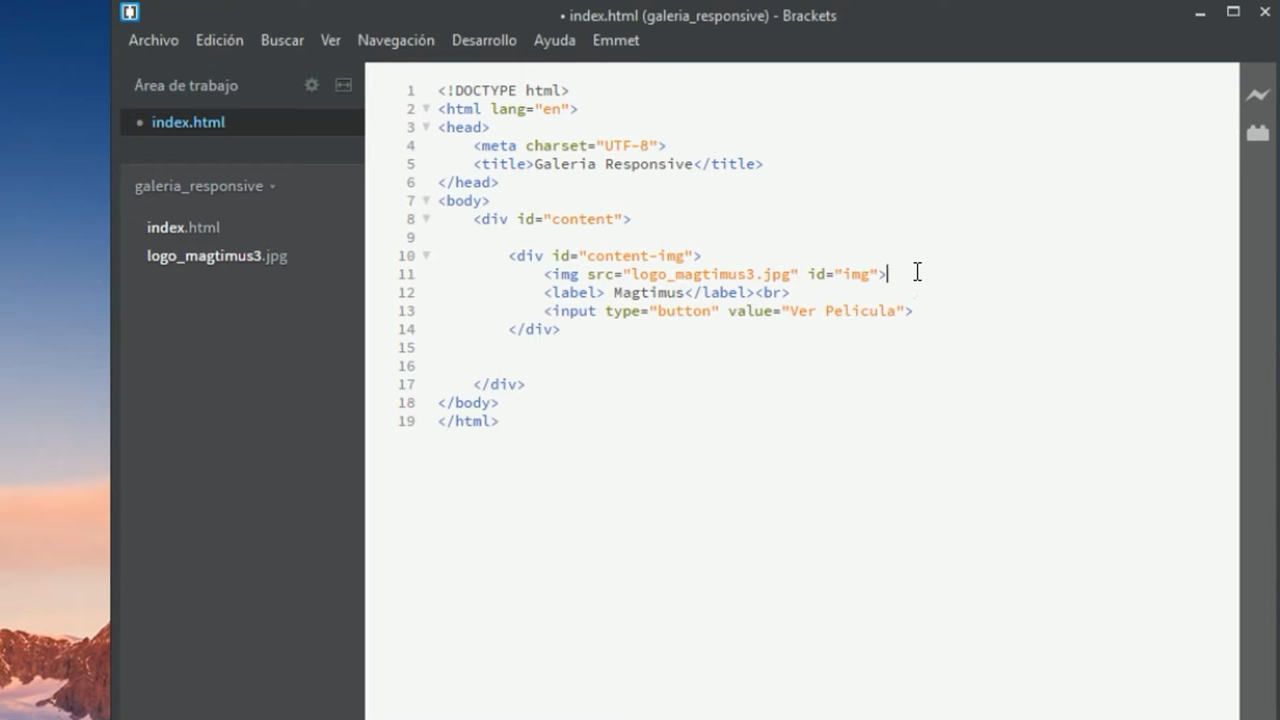 • index.html (galeria_responsive) - Brackets
Archivo Edición Buscar Ver Navegación Desarrollo Ayuda Emmet
Área de trabajo
• index.html
galeria_responsive
index.html
logo_magtimus3.jpg
1 <!DOCTYPE html>
2 <html lang="en">
3 <head>
4 <meta charset="UTF-8">
5 <title>Galeria Responsive</title>
6 </head>
7 <body>
8 <div id="content">
9
10 <div id="content-img">
11 <img src="logo_magtimus3.jpg" id="img">
12 <label> Magtimus</label><br>
13 <input type="button" value="Ver Pelicula">
14 </div>
15
16
17 </div>
18 </body>
19 </html>